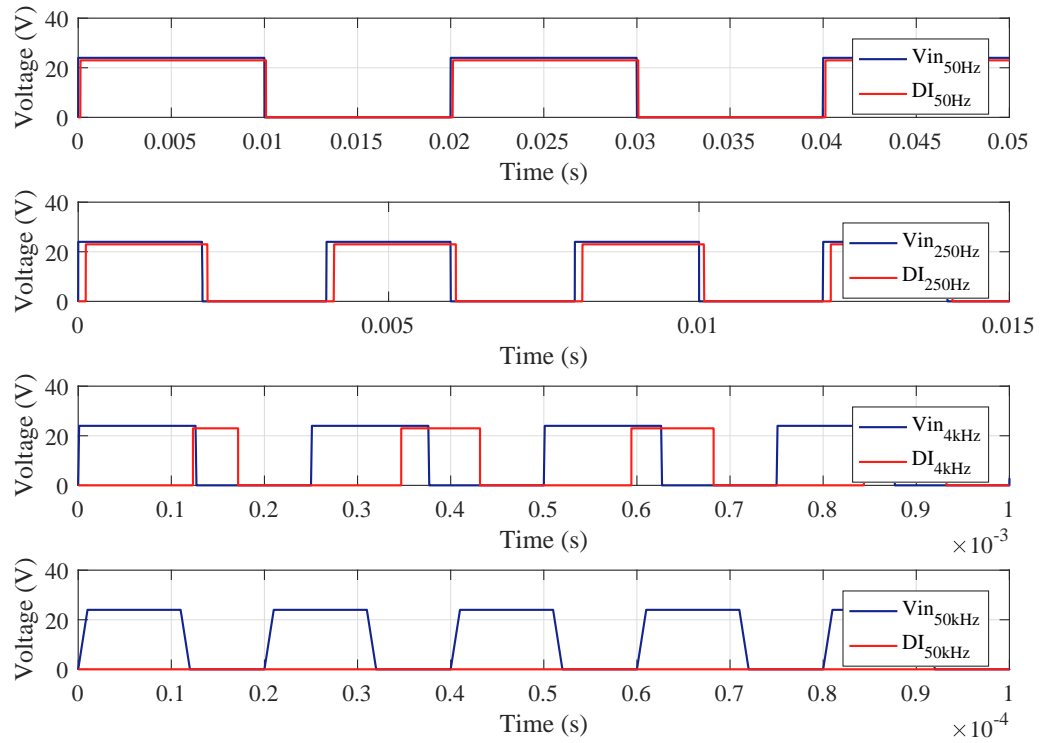 40
20
0
Voltage (V)
Vin50Hz
DI50Hz
0 0.005 0.01 0.015 0.02 0.025 0.03 0.035 0.04 0.045 0.05
Time (s)
40
20
0
Voltage (V)
Vin250Hz
DI250Hz
0 0.005 0.01 0.015
Time (s)
40
20
0
Voltage (V)
Vin4kHz
DI4kHz
0 0.1 0.2 0.3 0.4 0.5 0.6 0.7 0.8 0.9 1
Time (s)
×10-3
40
20
0
Voltage (V)
Vin50kHz
DI50kHz
0 0.1 0.2 0.3 0.4 0.5 0.6 0.7 0.8 0.9 1
Time (s)
×10-4